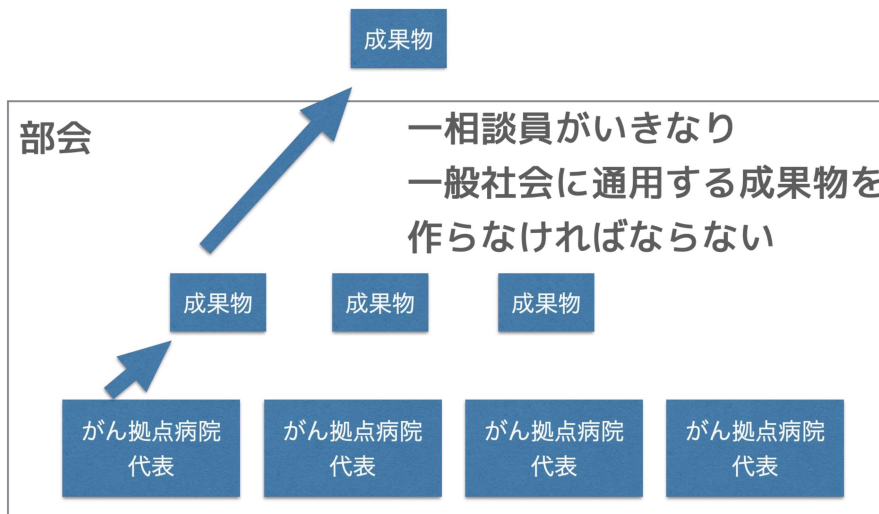 成果物
部会
一相談員がいきなり
一般社会に通用する成果物を
作らなければならない
成果物
成果物
成果物
がん拠点病院
代表
がん拠点病院
代表
がん拠点病院
代表
がん拠点病院
代表